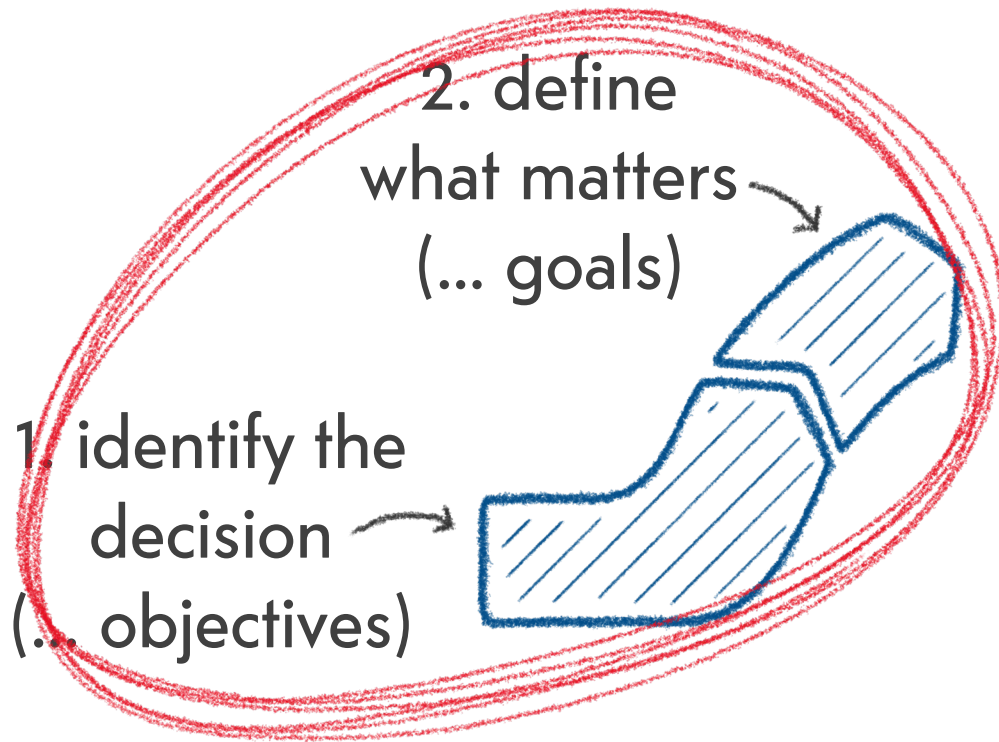 2. define
what matters
(... goals)
1. identify the
decision
(... objectives)